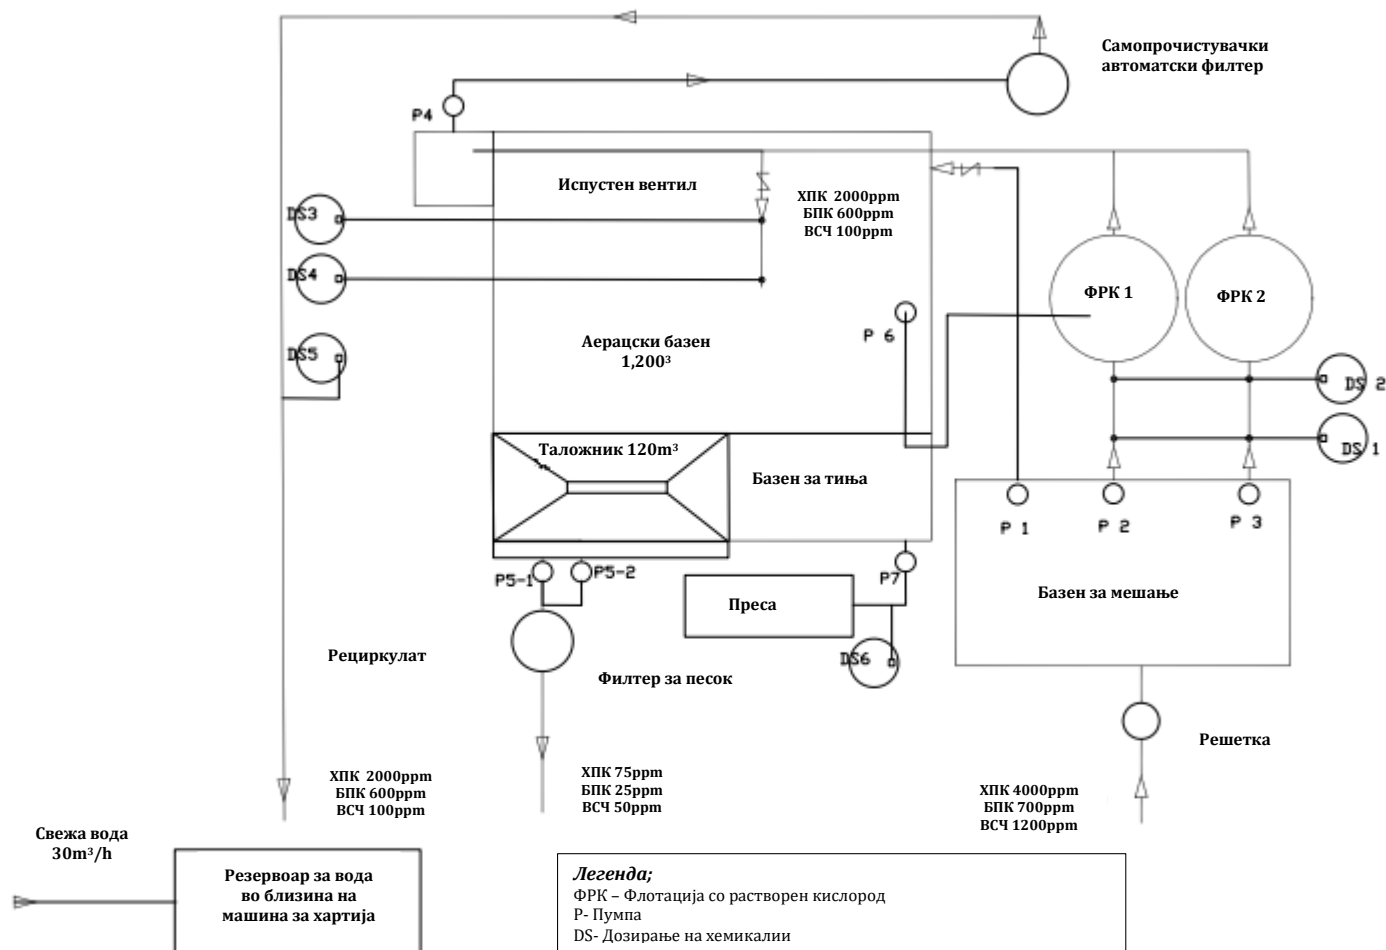 Самопрочистувачки
автоматски филтер
P4
Испустен вентил
ХПК 2000ppm
БПК 600ppm
ВСЧ 100ppm
DS3
DS4
DS5
ФРК 1
ФРК 2
P 6
Аерациски базен
1,200³
DS 2
DS 1
Таложник 120m³
Базен за тиња
P 1
P 2
P 3
Базен за мешање
P5-1
P5-2
P7
Преса
DS6
Рециркулат
Филтер за песок
Решетка
ХПК 2000ppm
БПК 600ppm
ВСЧ 100ppm
ХПК 75ppm
БПК 25ppm
ВСЧ 50ppm
ХПК 4000ppm
БПК 700ppm
ВСЧ 1200ppm
Свежа вода
30m³/h
Резервоар за вода
во близина на
машина за хартија
Легенда;
ФРК – Флотација со растворен кислород
P- Пумпа
DS- Дозирање на хемикалии